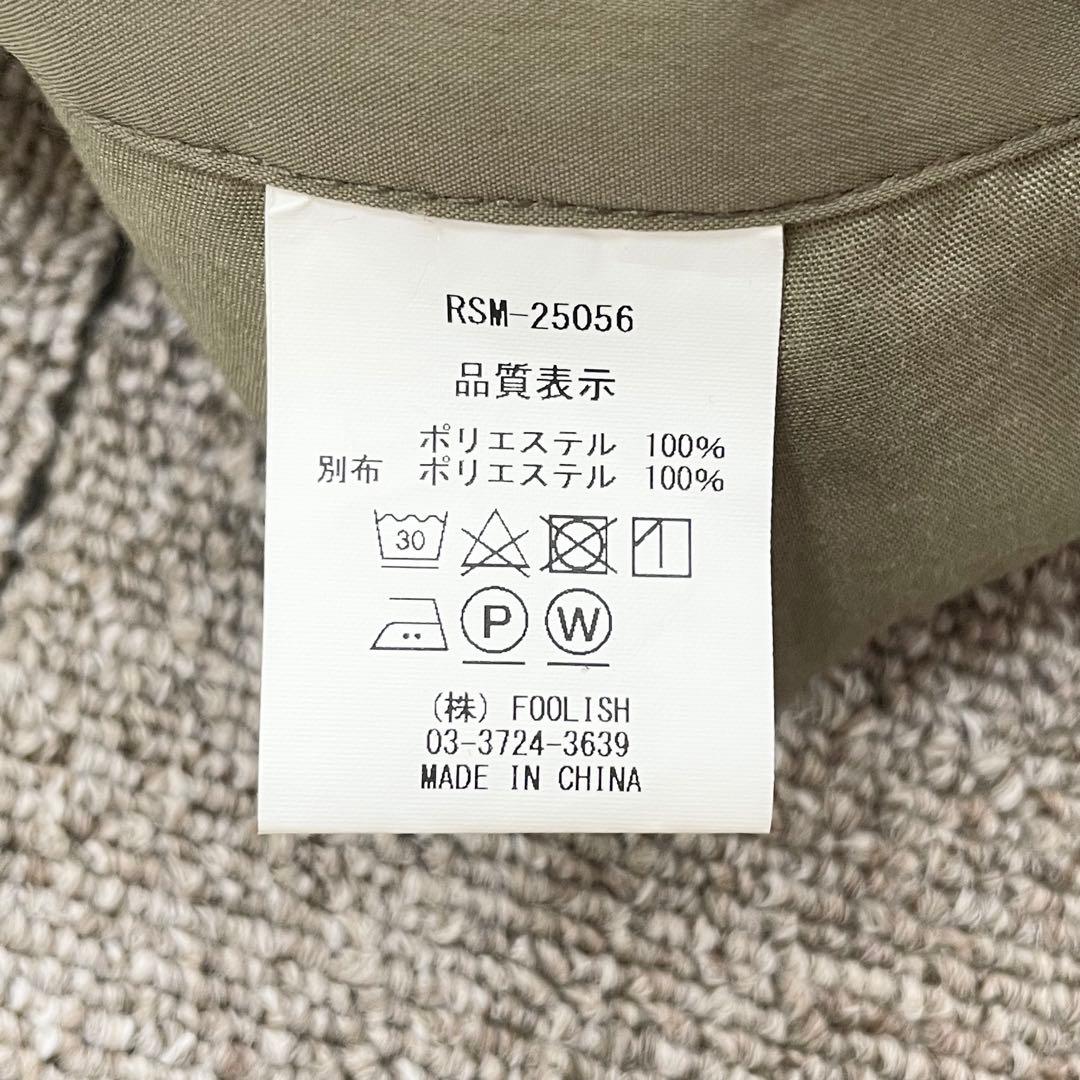 RSM-25056
品質表示
ポリエステル 100%
別布 ポリエステル 100%
30
P W
(株) FOOLISH
03-3724-3639
MADE IN CHINA